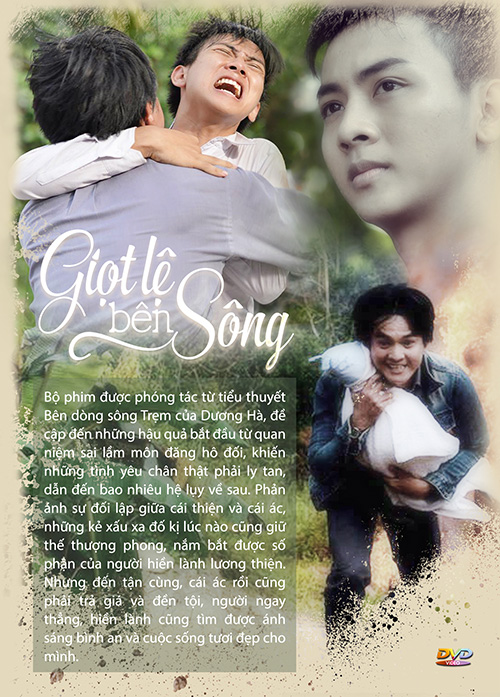 Giọt lệ
bên Sông
Bộ phim được phóng tác từ tiểu thuyết
Bên dòng sông Trẹm của Dương Hà, đề
cập đến những hậu quả bắt đầu từ quan
niệm sai lầm môn đăng hô đối, khiến
những tình yêu chân thật phải ly tan,
dẫn đến bao nhiêu hệ lụy về sau. Phản
ảnh sự đối lập giữa cái thiện và cái ác,
những kẻ xấu xa đố kị lúc nào cũng giữ
thế thượng phong, nắm bắt được số
phận của người hiền lành lương thiện.
Nhưng đến tận cùng, cái ác rồi cũng
phải trả giá và đền tội, người ngay
thẳng, hiền lành cũng tìm được ánh
sáng bình an và cuộc sống tươi đẹp cho
mình.
DVD
VIDEO